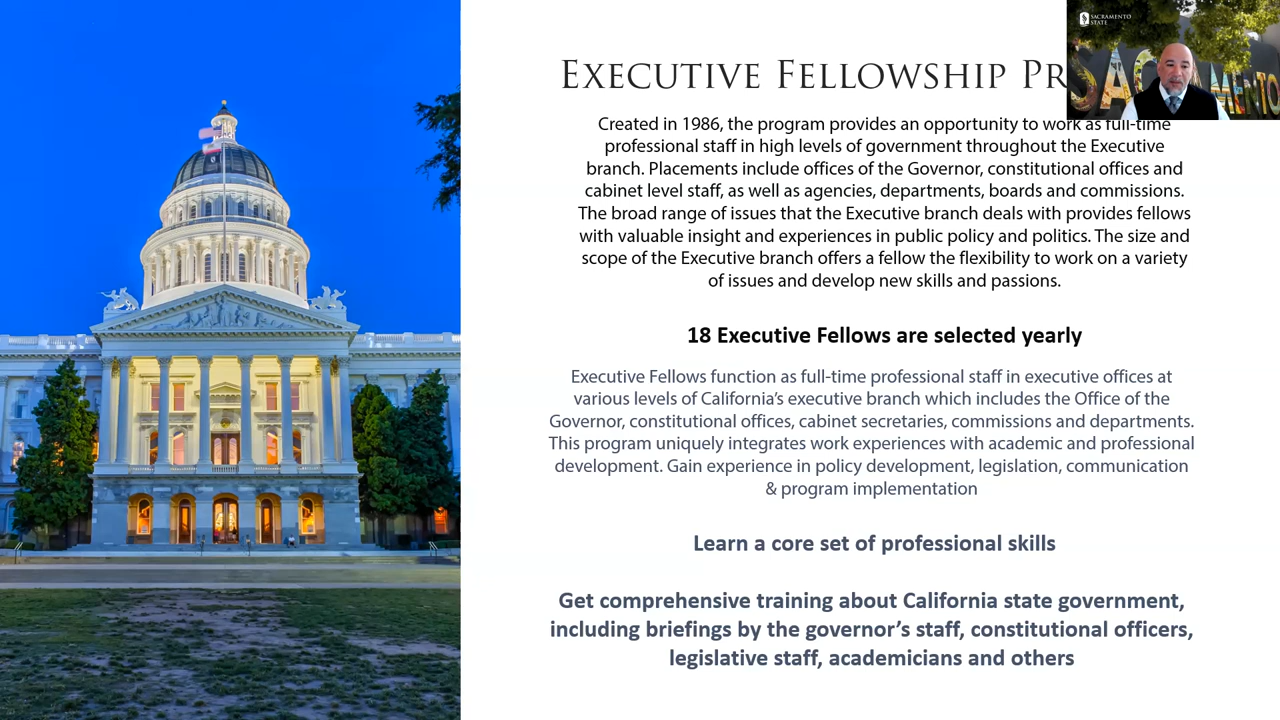 SACRAMENTO
STATE
EXECUTIVE FELLOWSHIP PR
Created in 1986, the program provides an opportunity to work as full-time
professional staff in high levels of government throughout the Executive
branch. Placements include offices of the Governor, constitutional offices and
cabinet level staff, as well as agencies, departments, boards and commissions.
The broad range of issues that the Executive branch deals with provides fellows
with valuable insight and experiences in public policy and politics. The size and
scope of the Executive branch offers a fellow the flexibility to work on a variety
of issues and develop new skills and passions.
18 Executive Fellows are selected yearly
Executive Fellows function as full-time professional staff in executive offices at
various levels of California's executive branch which includes the Office of the
Governor, constitutional offices, cabinet secretaries, commissions and departments.
This program uniquely integrates work experiences with academic and professional
development. Gain experience in policy development, legislation, communication
& program implementation
Learn a core set of professional skills
Get comprehensive training about California state government,
including briefings by the governor's staff, constitutional officers,
legislative staff, academicians and others